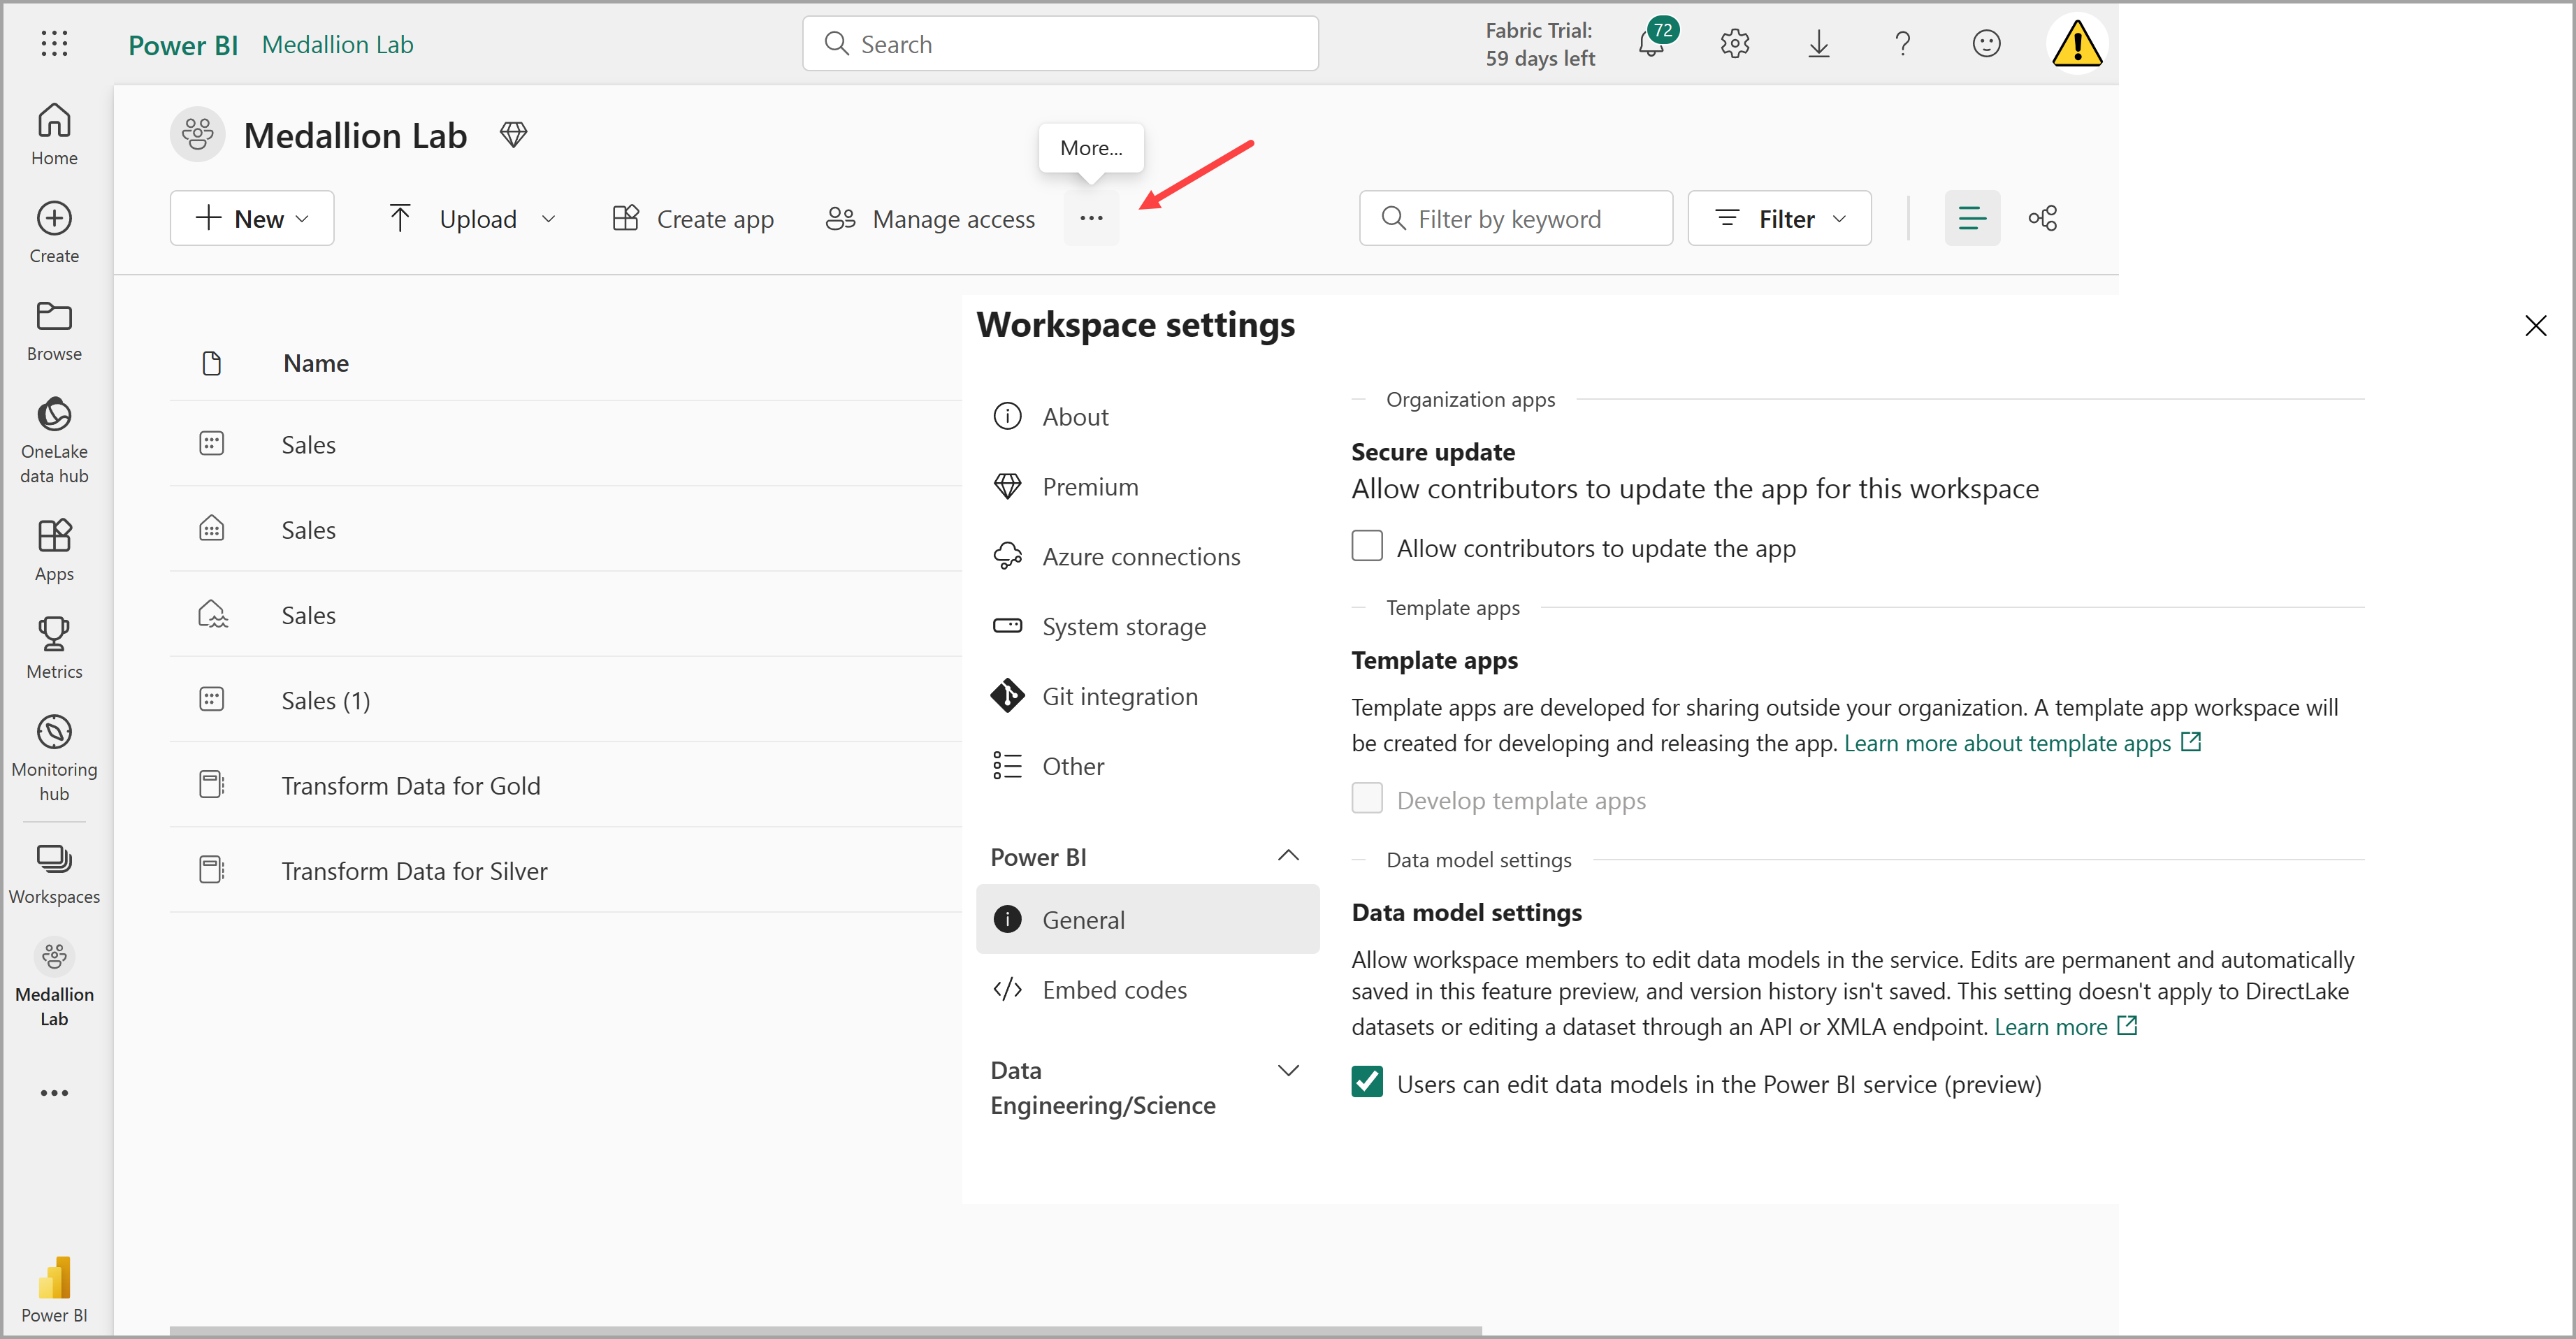 Power BI Medallion Lab
Search
Fabric Trial:
59 days left
72
Home
Create
Browse
OneLake
data hub
Apps
Metrics
Monitoring
hub
Workspaces
Medallion
Lab
Power BI
Medallion Lab
More...
New
Upload
Create app
Manage access
Filter by keyword
Filter
Name
Sales
Sales
Sales
Sales (1)
Transform Data for Gold
Transform Data for Silver
Workspace settings
About
Premium
Azure connections
System storage
Git integration
Other
Power BI
General
Embed codes
Data
Engineering/Science
Organization apps
Secure update
Allow contributors to update the app for this workspace
Allow contributors to update the app
Template apps
Template apps
Template apps are developed for sharing outside your organization. A template app workspace will
be created for developing and releasing the app. Learn more about template apps
Develop template apps
Data model settings
Data model settings
Allow workspace members to edit data models in the service. Edits are permanent and automatically
saved in this feature preview, and version history isn't saved. This setting doesn't apply to DirectLake
datasets or editing a dataset through an API or XMLA endpoint. Learn more
Users can edit data models in the Power BI service (preview)